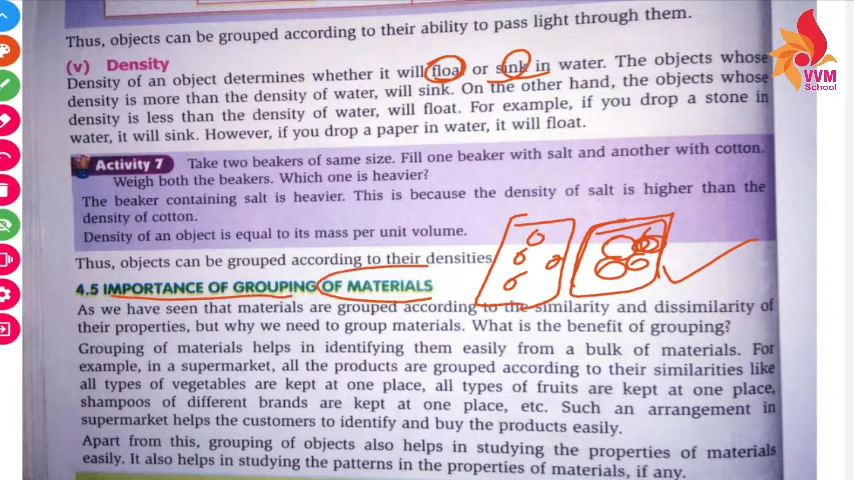 Thus, objects can be grouped according to their ability to pass light through them.
(v) Density
Density of an object determines whether it will float or sink in water. The objects whose
density is more than the density of water, will sink. On the other hand, the objects whose
density is less than the density of water, will float. For example, if you drop a stone in
water, it will sink. However, if you drop a paper in water, it will float.
Activity 7 Take two beakers of same size. Fill one beaker with salt and another with cotton.
Weigh both the beakers. Which one is heavier?
The beaker containing salt is heavier. This is because the density of salt is higher than the
density of cotton.
Density of an object is equal to its mass per unit volume.
Thus, objects can be grouped according to their densities
4.5 IMPORTANCE OF GROUPING OF MATERIALS
As we have seen that materials are grouped according to the similarity and dissimilarity of
their properties, but why we need to group materials. What is the benefit of grouping?
Grouping of materials helps in identifying them easily from a bulk of materials. For
example, in a supermarket, all the products are grouped according to their similarities like
all types of vegetables are kept at one place, all types of fruits are kept at one place,
shampoos of different brands are kept at one place, etc. Such an arrangement in
supermarket helps the customers to identify and buy the products easily.
Apart from this, grouping of objects also helps in studying the properties of materials
easily. It also helps in studying the patterns in the properties of materials, if any.
VVM
School